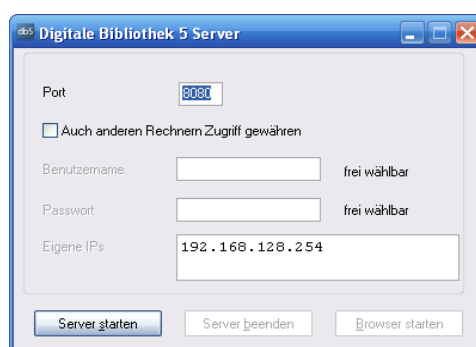 db5 Digitale Bibliothek 5 Server
Port 8080
Auch anderen Rechnern Zugriff gewähren
Benutzername frei wählbar
Passwort frei wählbar
Eigene IPs 192.168.128.254
Server starten Server beenden Browser starten